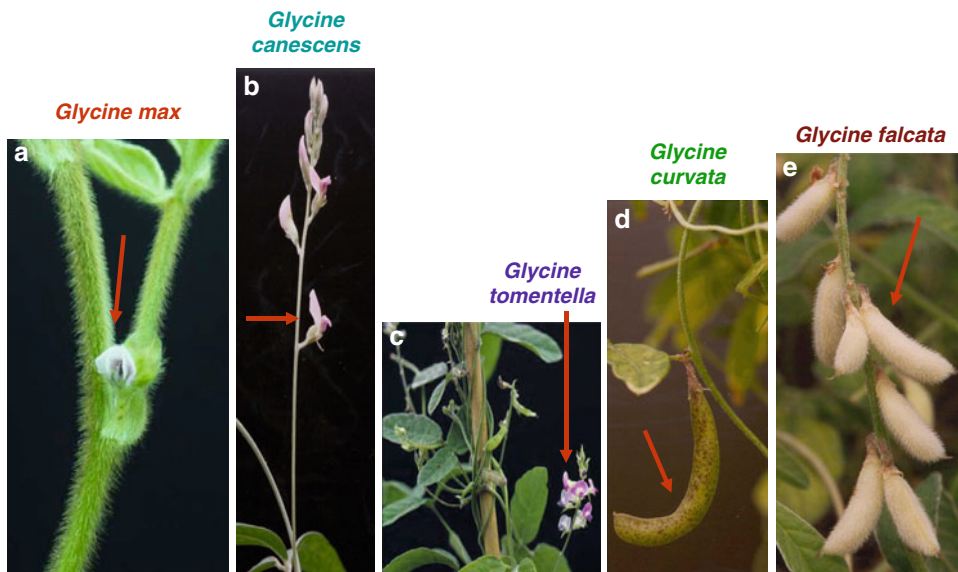 Glycine
canescens
Glycine max
Glycine falcata
Glycine
curvata
Glycine
tomentella
a
b
c
d
e